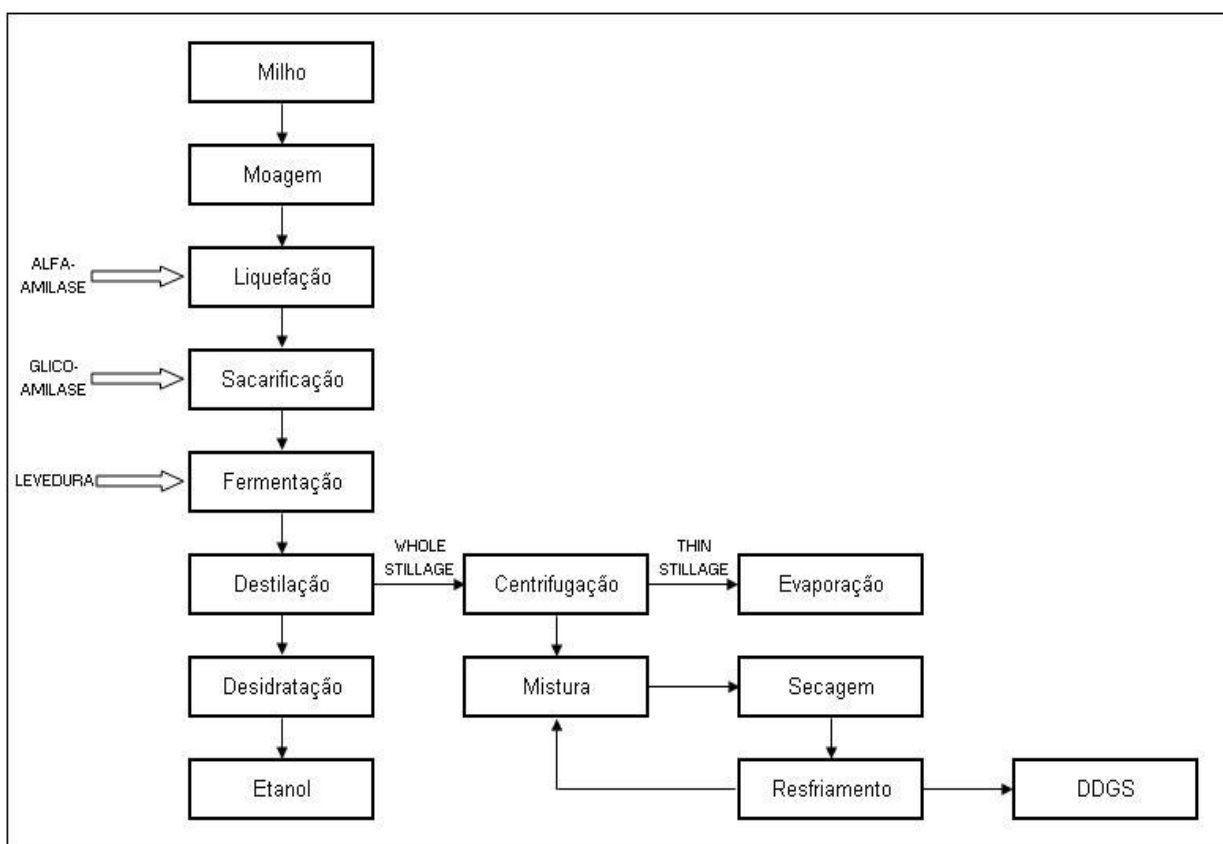 Milho
Moagem
ALFA-
AMILASE
Liquefação
GLICO-
AMILASE
Sacarificação
LEVEDURA
Fermentação
Destilação
WHOLE
STILLAGE
Centrifugação
THIN
STILLAGE
Evaporação
Desidratação
Mistura
Secagem
Etanol
Resfriamento
DDGS